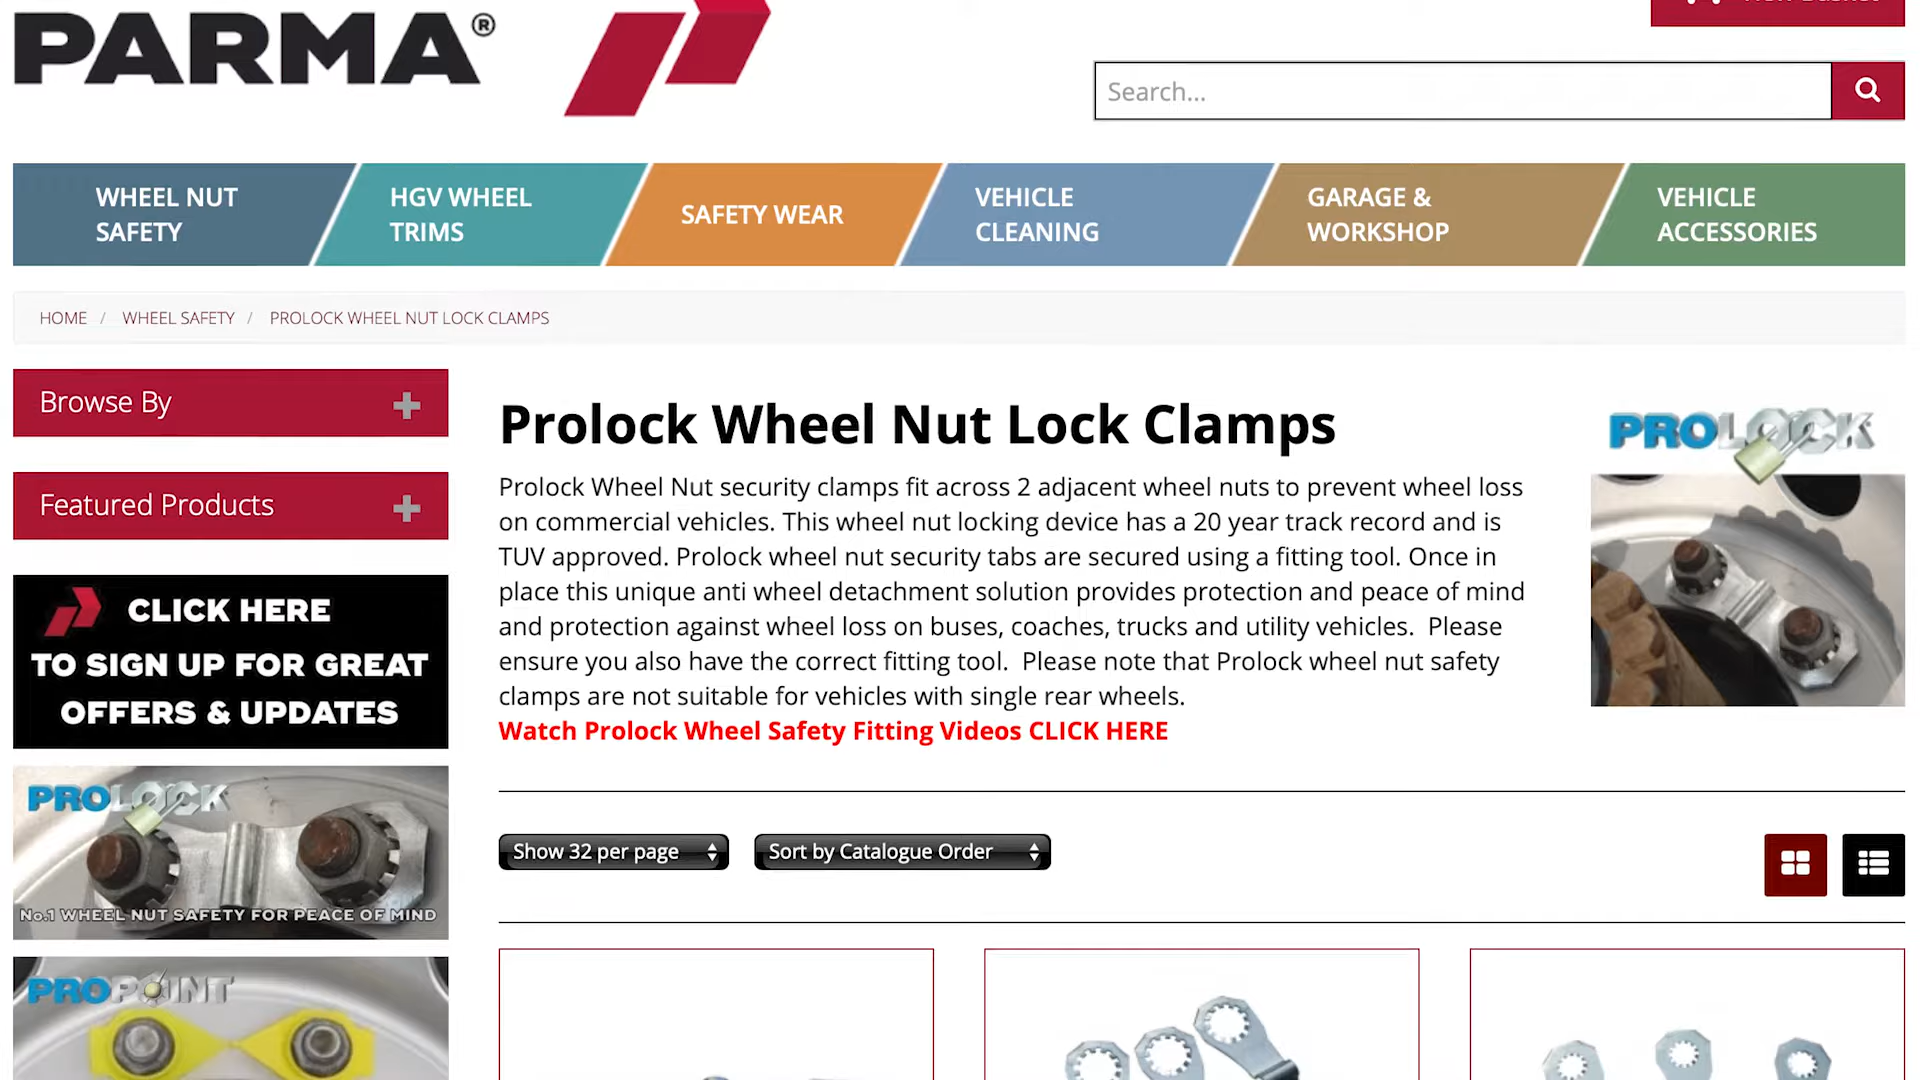 PARMA®
Search...
WHEEL NUT
SAFETY
HGV WHEEL
TRIMS
SAFETY WEAR
VEHICLE
CLEANING
GARAGE &
WORKSHOP
VEHICLE
ACCESSORIES
HOME / WHEEL SAFETY / PROLOCK WHEEL NUT LOCK CLAMPS
Browse By
Featured Products
CLICK HERE
TO SIGN UP FOR GREAT
OFFERS & UPDATES
PROLOCK
No.1 WHEEL NUT SAFETY FOR PEACE OF MIND
PROPOINT
Prolock Wheel Nut Lock Clamps
Prolock Wheel Nut security clamps fit across 2 adjacent wheel nuts to prevent wheel loss
on commercial vehicles. This wheel nut locking device has a 20 year track record and is
TUV approved. Prolock wheel nut security tabs are secured using a fitting tool. Once in
place this unique anti wheel detachment solution provides protection and peace of mind
and protection against wheel loss on buses, coaches, trucks and utility vehicles. Please
ensure you also have the correct fitting tool. Please note that Prolock wheel nut safety
clamps are not suitable for vehicles with single rear wheels.
Watch Prolock Wheel Safety Fitting Videos CLICK HERE
PROLOCK
Show 32 per page
Sort by Catalogue Order